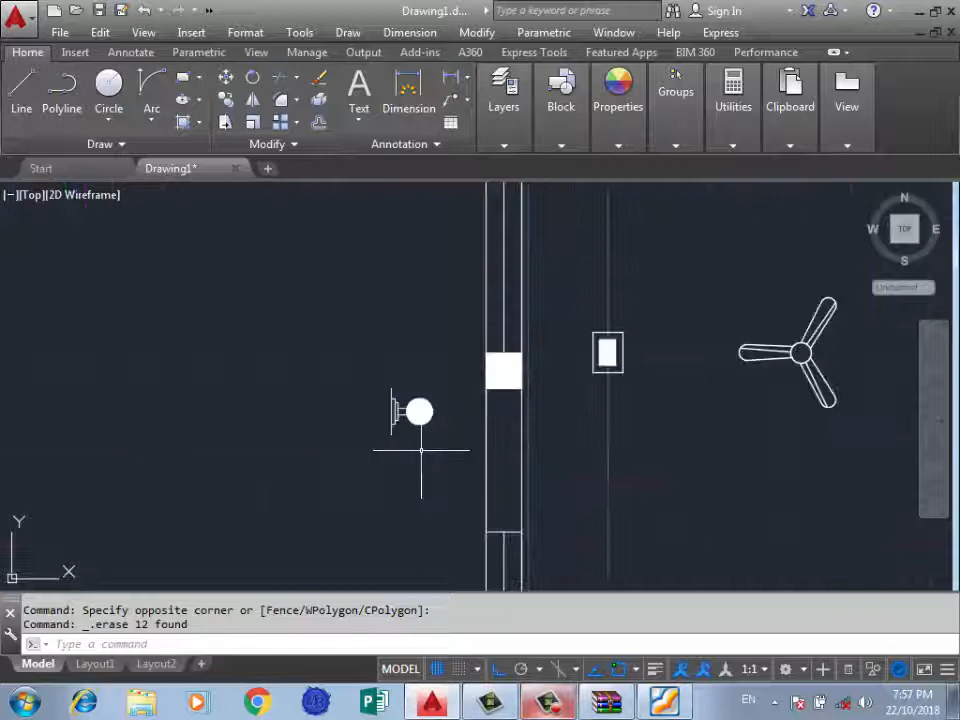 Drawing1.d...
Type a keyword or phrase
Sign In
File Edit View Insert Format Tools Draw Dimension Modify Parametric Window Help Express
Home Insert Annotate Parametric View Manage Output Add-ins A360 Express Tools Featured Apps BIM 360 Performance
Line Polyline Circle Arc Text Dimension Layers Block Properties Groups Utilities Clipboard View
Draw Modify Annotation
Start Drawing1*
[−][Top][2D Wireframe]
N
W TOP E
S
Unnamed
Y
X
Command: Specify opposite corner or [Fence/WPolygon/CPolygon]:
Command: _.erase 12 found
Type a command
Model Layout1 Layout2 + MODEL 1:1
EN 7:57 PM
22/10/2018